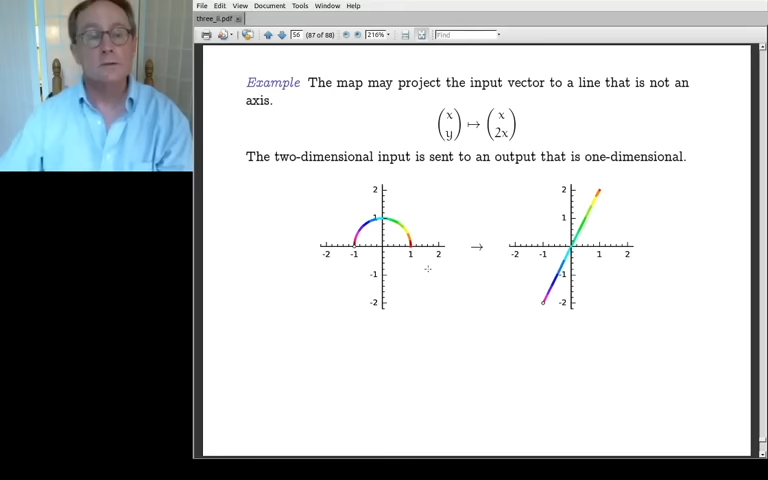 File Edit View Document Tools Window Help
three_ii.pdf
56 (87 of 88) 216% Find
Example The map may project the input vector to a line that is not an
axis.
(x y) ↦ (x 2x)
The two-dimensional input is sent to an output that is one-dimensional.
2 2
1 1
-2 -1 1 2 → -2 -1 1 2
-1 -1
-2 -2